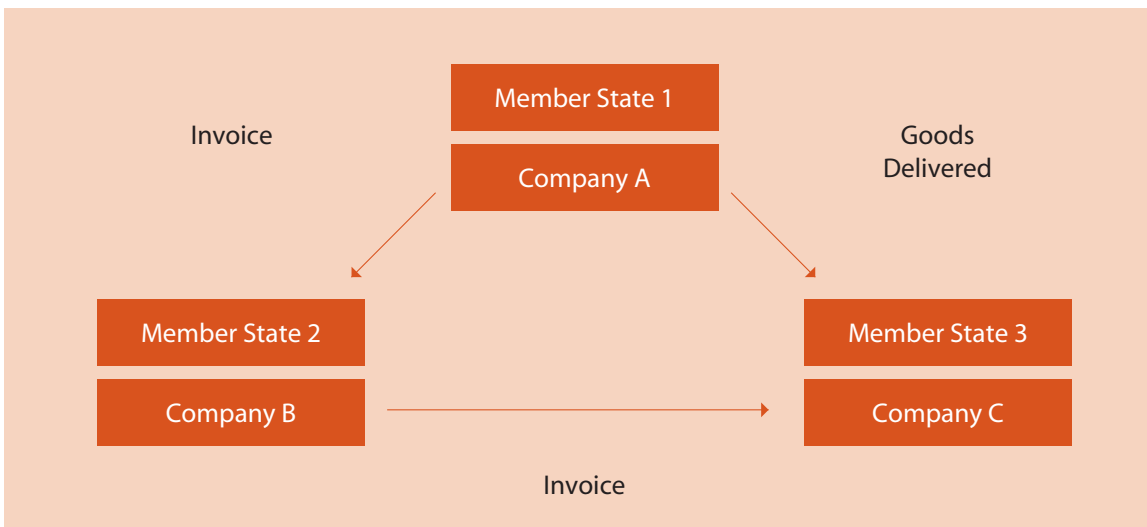 Member State 1
Invoice
Goods
Delivered
Company A
Member State 2
Member State 3
Company B
Company C
Invoice